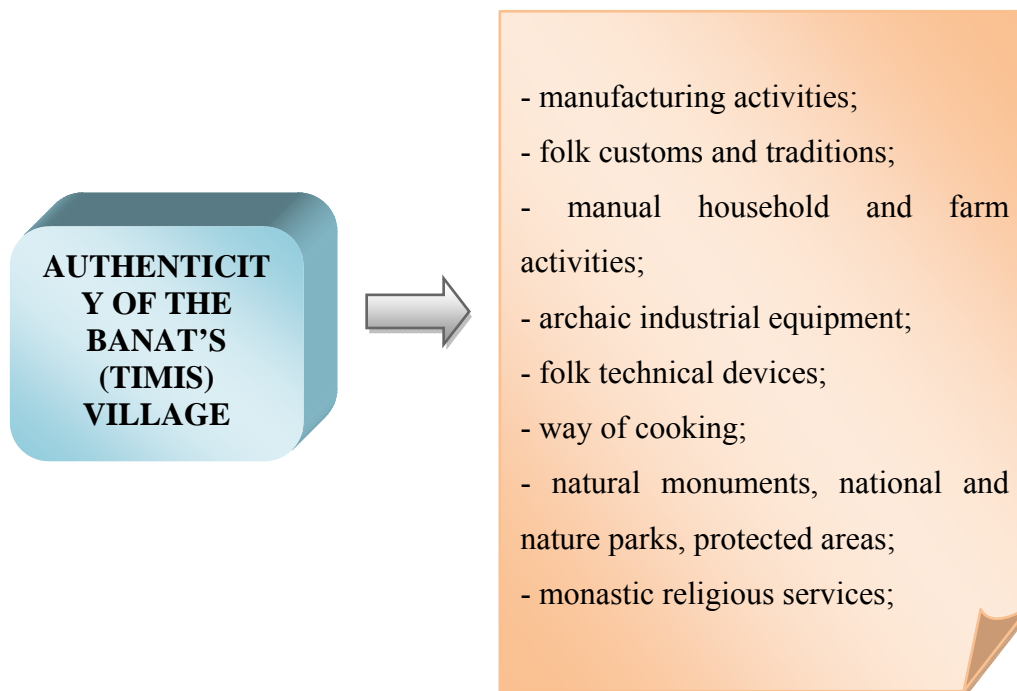 AUTHENTICIT
Y OF THE
BANAT’S
(TIMIS)
VILLAGE
- manufacturing activities;
- folk customs and traditions;
- manual household and farm
activities;
- archaic industrial equipment;
- folk technical devices;
- way of cooking;
- natural monuments, national and
nature parks, protected areas;
- monastic religious services;